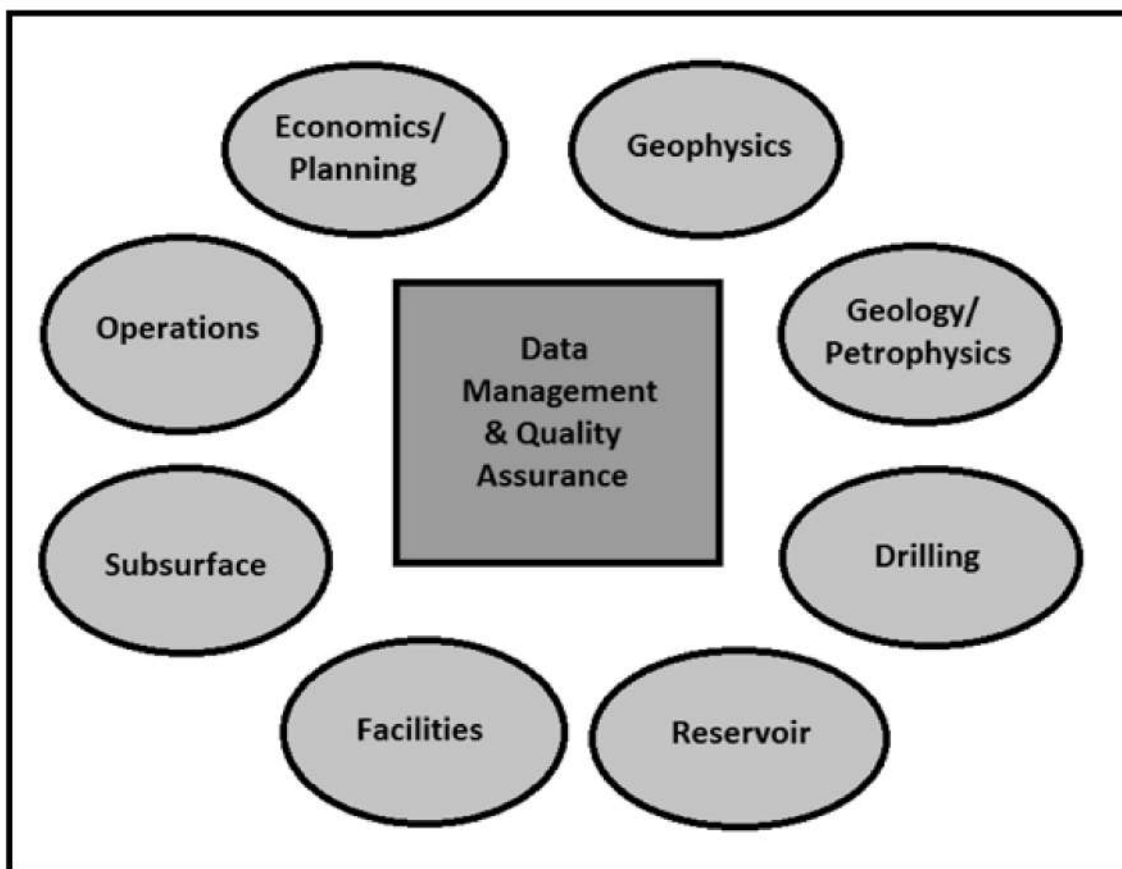 Economics/
Planning
Geophysics
Operations
Data
Management
& Quality
Assurance
Geology/
Petrophysics
Subsurface
Drilling
Facilities
Reservoir